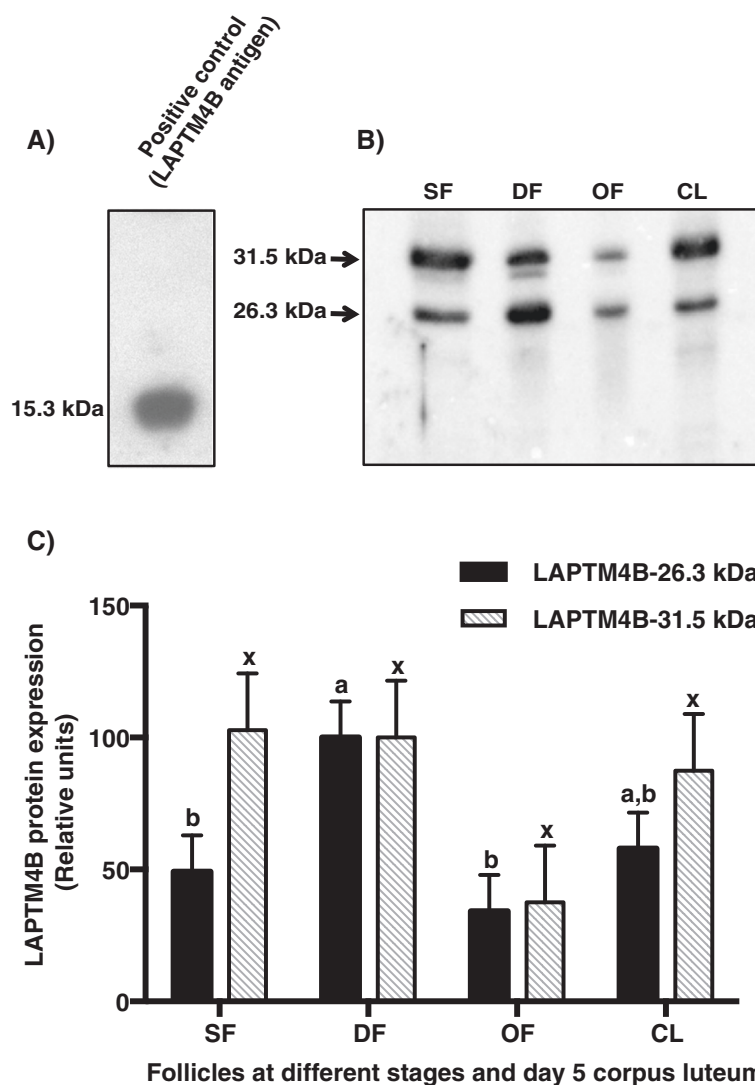 A)
Positive control
(LAPTM4B antigen)
15.3 kDa
B)
SF DF OF CL
31.5 kDa
26.3 kDa
C)
LAPTM4B-26.3 kDa
LAPTM4B-31.5 kDa
LAPTM4B protein expression
(Relative units)
150
100
50
0
b x a x b x a,b x
SF DF OF CL
Follicles at different stages and day 5 corpus luteum